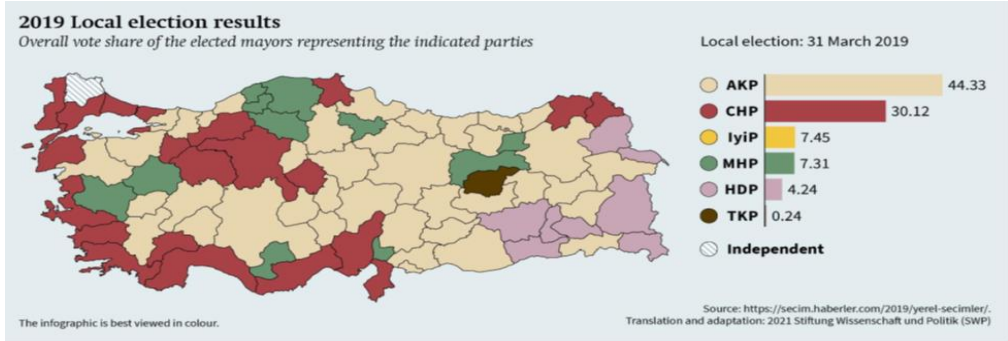 2019 Local election results
Overall vote share of the elected mayors representing the indicated parties
Local election: 31 March 2019
AKP 44.33
CHP 30.12
IyiP 7.45
MHP 7.31
HDP 4.24
TKP 0.24
Independent
The infographic is best viewed in colour.
Source: https://secim.haberler.com/2019/yerel-secimler/.
Translation and adaptation: 2021 Stiftung Wissenschaft und Politik (SWP)